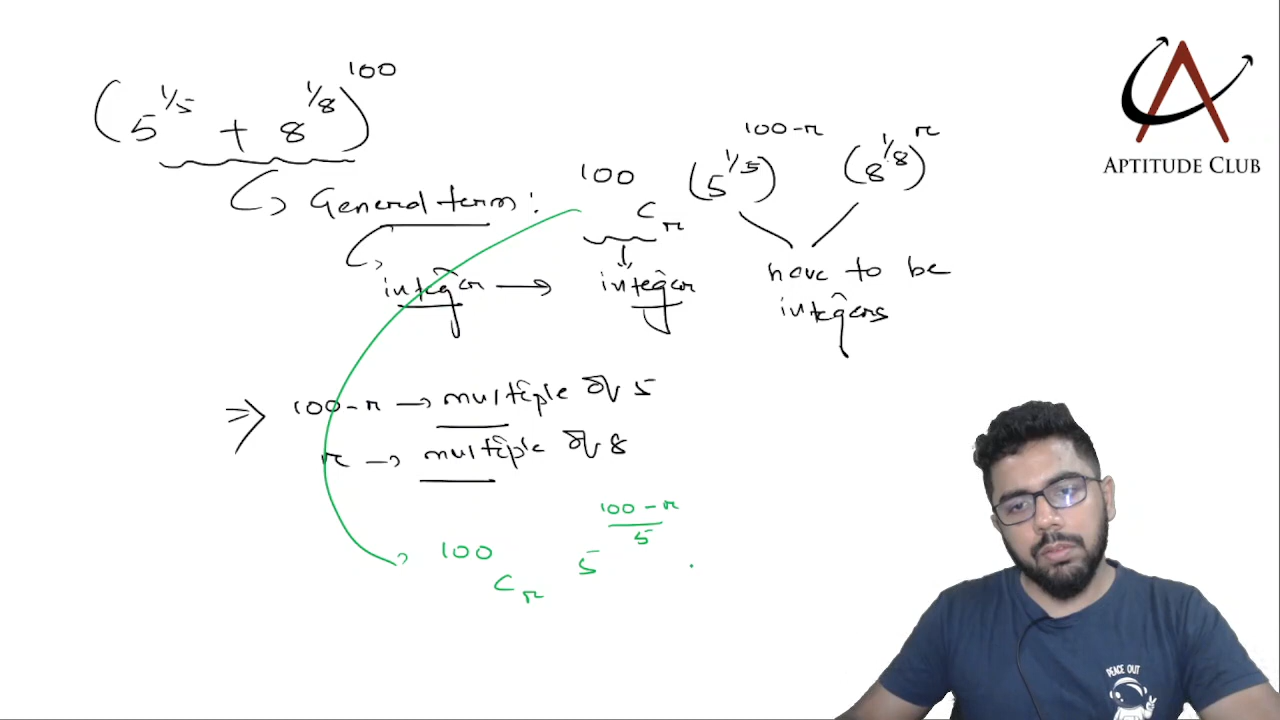 (5^1/5 + 8^1/8)^100
General term: 100 C r (5^1/5)^100-r (8^1/8)^r
integer → integer have to be
integers
⇒ 100-r → multiple of 5
r → multiple of 8
100 C r 5^(100-r)/5 .
APTITUDE CLUB
PEACE OUT